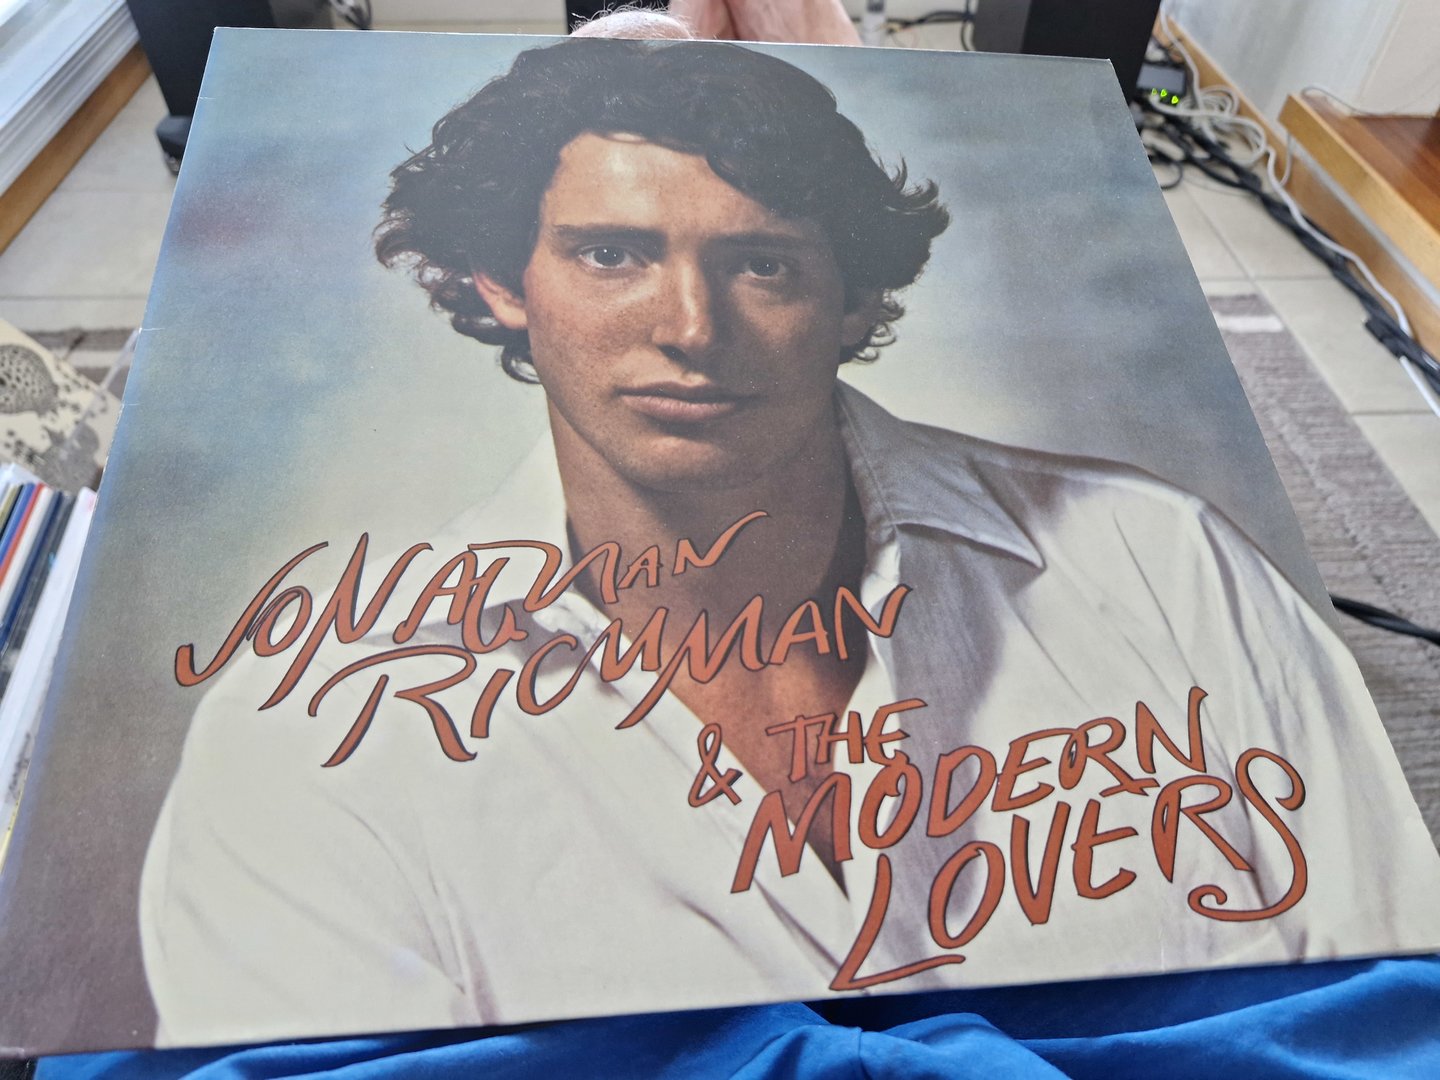 JONATHAN
RICHMAN
& THE
MODERN
LOVERS